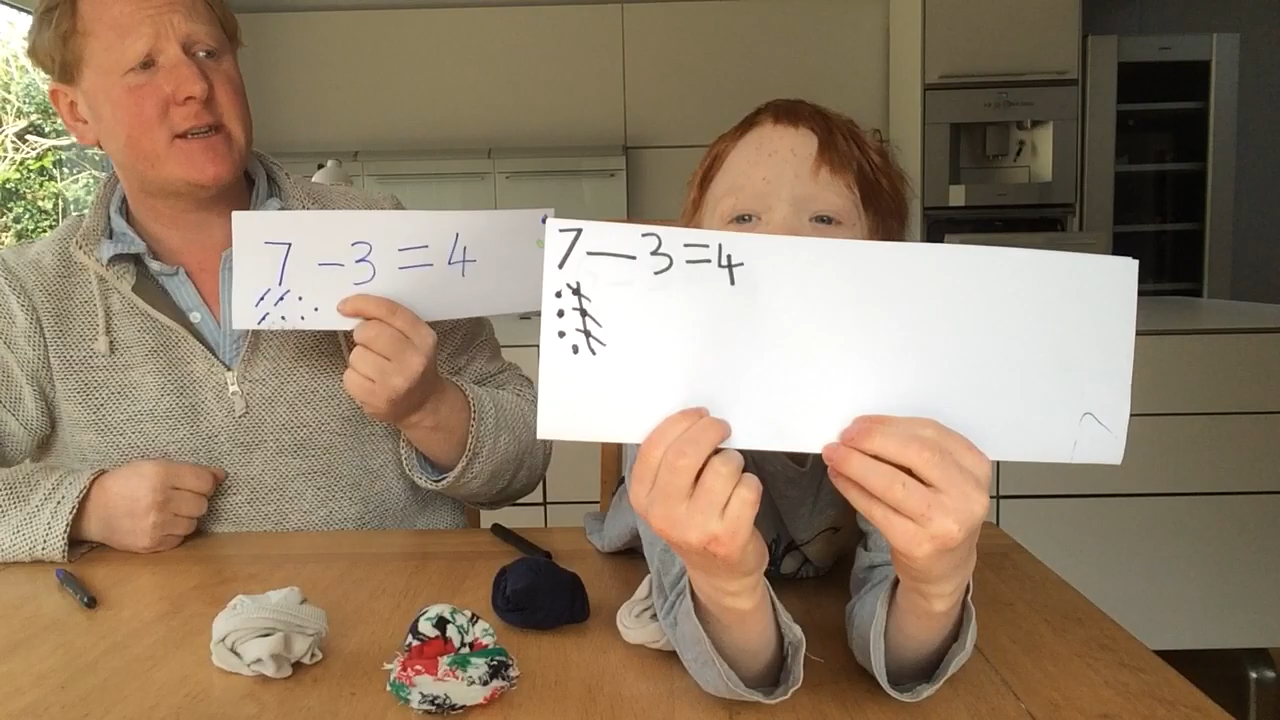 7 - 3 = 4
7 — 3 = 4